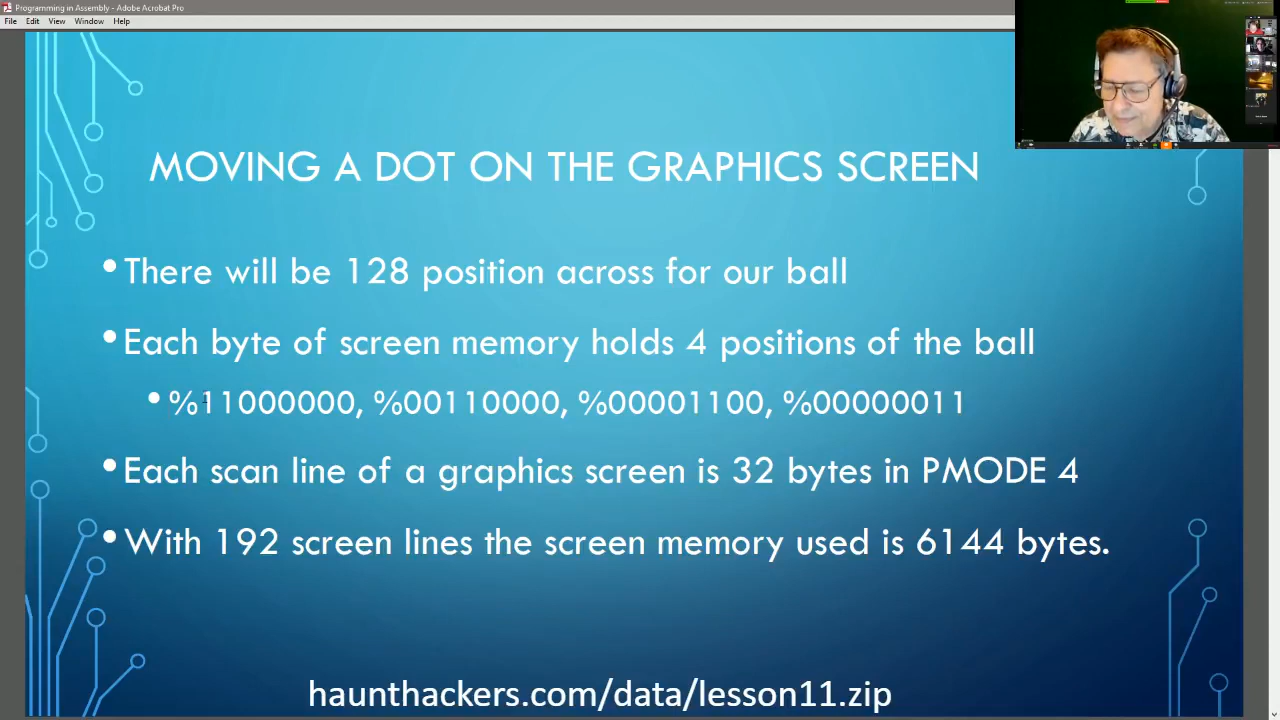 Programming in Assembly - Adobe Acrobat Pro
File Edit View Window Help
MOVING A DOT ON THE GRAPHICS SCREEN
•There will be 128 position across for our ball
•Each byte of screen memory holds 4 positions of the ball
•%11000000, %00110000, %00001100, %00000011
•Each scan line of a graphics screen is 32 bytes in PMODE 4
•With 192 screen lines the screen memory used is 6144 bytes.
haunthackers.com/data/lesson11.zip